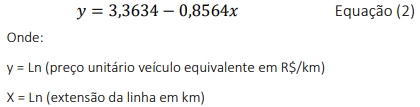 y = 3,3634 − 0,8564x Equação (2)
Onde:
y = Ln (preço unitário veículo equivalente em R$/km)
X = Ln (extensão da linha em km)